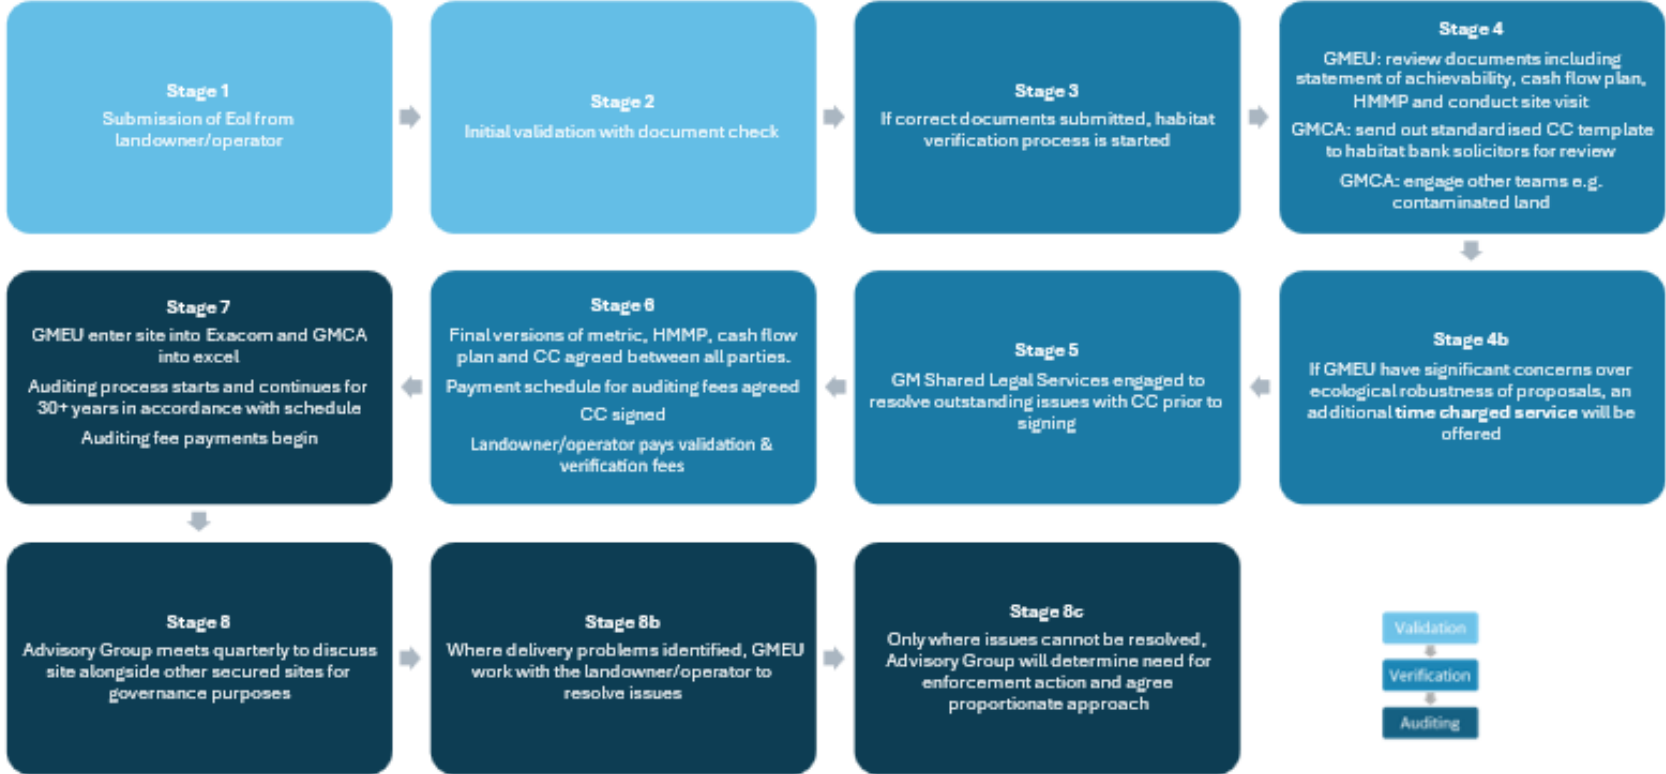 Stage 1
Submission of EoI from
landowner/operator
Stage 2
Initial validation with document check
Stage 3
If correct documents submitted, habitat
verification process is started
Stage 4
GMEU: review documents including
statement of achievability, cash flow plan,
HMMP and conduct site visit
GMCA: send out standardised CC template
to habitat bank solicitors for review
GMCA: engage other teams e.g.
contaminated land
Stage 4b
If GMEU have significant concerns over
ecological robustness of proposals, an
additional time charged service will be
offered
Stage 5
GM Shared Legal Services engaged to
resolve outstanding issues with CC prior to
signing
Stage 6
Final versions of metric, HMMP, cash flow
plan and CC agreed between all parties.
Payment schedule for auditing fees agreed
CC signed
Landowner/operator pays validation &
verification fees
Stage 7
GMEU enter site into Exacom and GMCA
into excel
Auditing process starts and continues for
30+ years in accordance with schedule
Auditing fee payments begin
Stage 8
Advisory Group meets quarterly to discuss
site alongside other secured sites for
governance purposes
Stage 8b
Where delivery problems identified, GMEU
work with the landowner/operator to
resolve issues
Stage 8c
Only where issues cannot be resolved,
Advisory Group will determine need for
enforcement action and agree
proportionate approach
Validation
Verification
Auditing